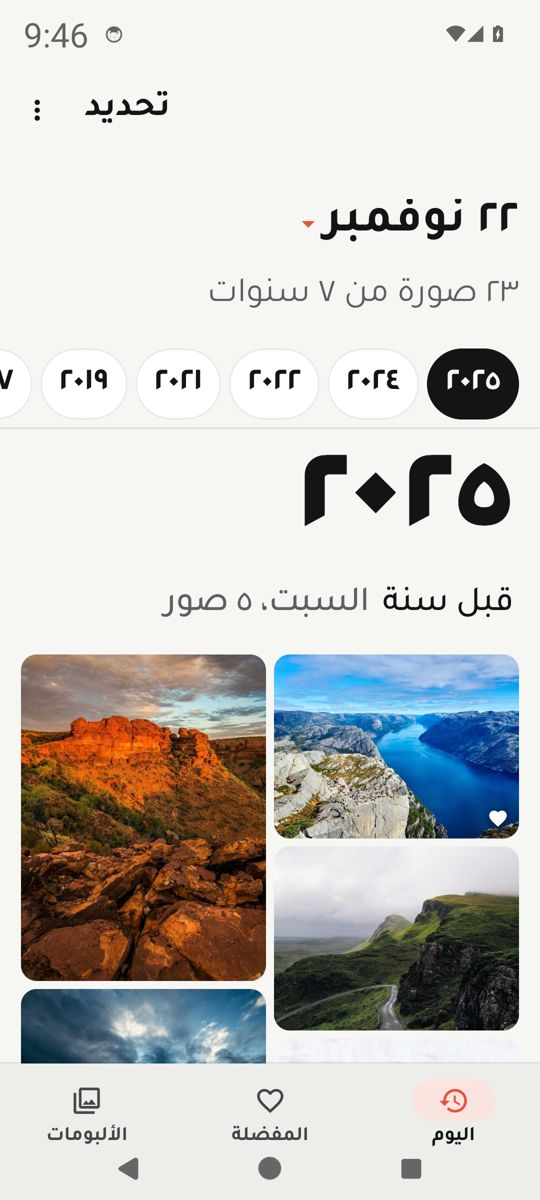 9:46
تحديد
٢٢ نوفمبر
٢٣ صورة من ٧ سنوات
٢٠٢٥ ٢٠٢٤ ٢٠٢٢ ٢٠٢١ ٢٠١٩
٢٠٢٥
قبل سنة السبت، ٥ صور
اليوم المفضلة الألبومات